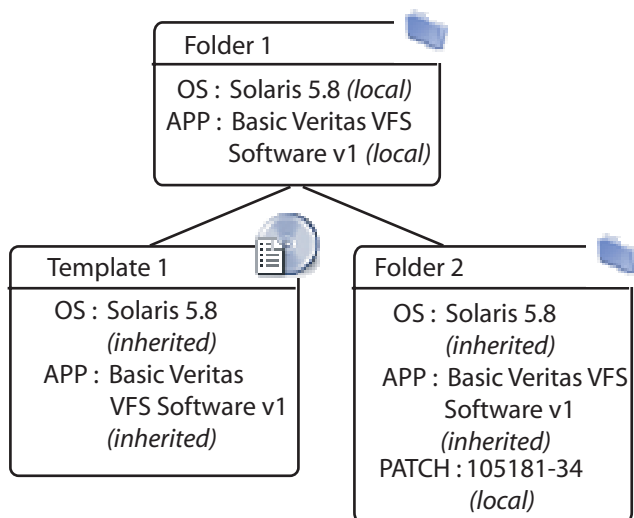 Folder 1
OS : Solaris 5.8 (local)
APP : Basic Veritas VFS
Software v1 (local)
Template 1
OS : Solaris 5.8
(inherited)
APP : Basic Veritas
VFS Software v1
(inherited)
Folder 2
OS : Solaris 5.8
(inherited)
APP : Basic Veritas VFS
Software v1
(inherited)
PATCH : 105181-34
(local)